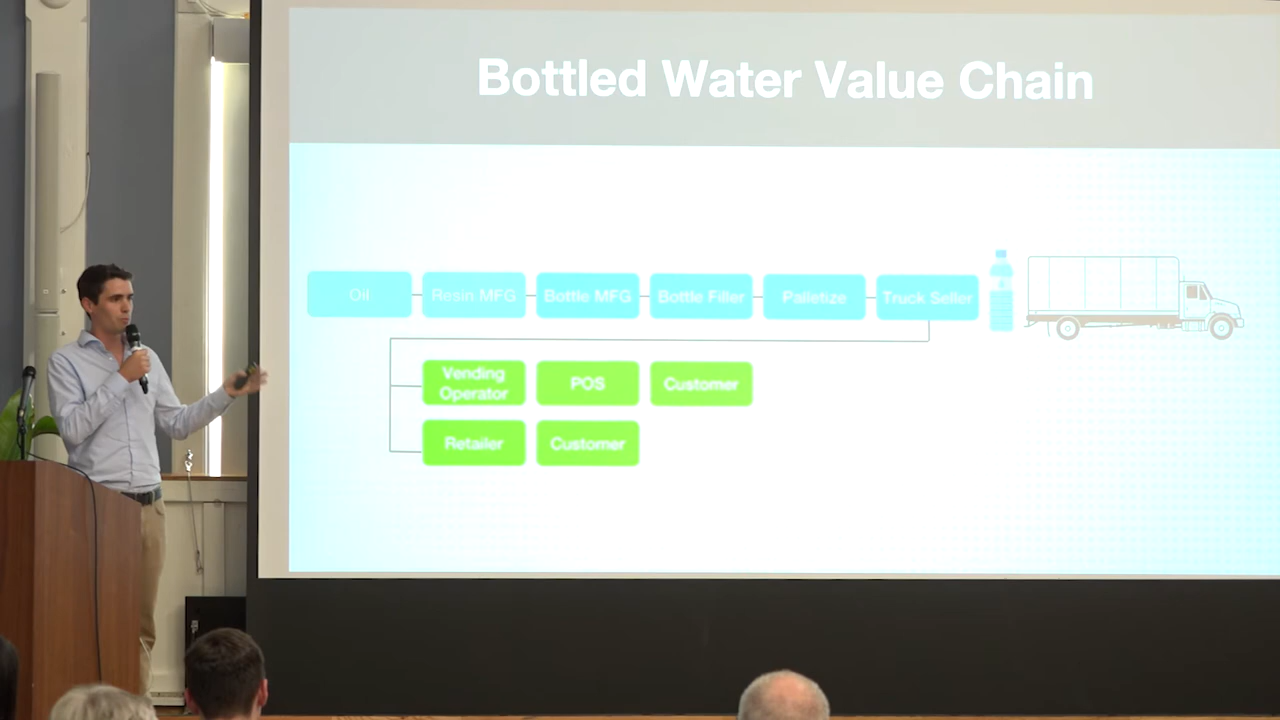 Bottled Water Value Chain
Oil
Resin MFG
Bottle MFG
Bottle Filler
Palletize
Truck Seller
Vending
Operator
POS
Customer
Retailer
Customer